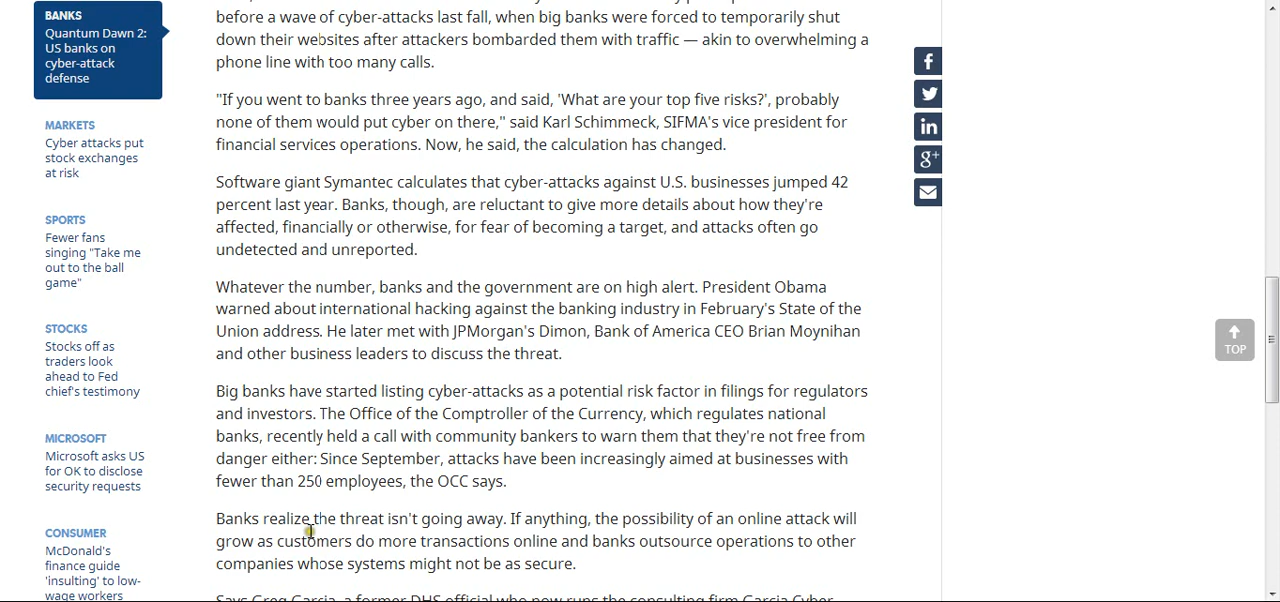 BANKS
Quantum Dawn 2:
US banks on
cyber-attack
defense
MARKETS
Cyber attacks put
stock exchanges
at risk
SPORTS
Fewer fans
singing "Take me
out to the ball
game"
STOCKS
Stocks off as
traders look
ahead to Fed
chief's testimony
MICROSOFT
Microsoft asks US
for OK to disclose
security requests
CONSUMER
McDonald's
finance guide
'insulting' to low-
wage workers
before a wave of cyber-attacks last fall, when big banks were forced to temporarily shut
down their websites after attackers bombarded them with traffic — akin to overwhelming a
phone line with too many calls.
"If you went to banks three years ago, and said, 'What are your top five risks?', probably
none of them would put cyber on there," said Karl Schimmeck, SIFMA's vice president for
financial services operations. Now, he said, the calculation has changed.
Software giant Symantec calculates that cyber-attacks against U.S. businesses jumped 42
percent last year. Banks, though, are reluctant to give more details about how they're
affected, financially or otherwise, for fear of becoming a target, and attacks often go
undetected and unreported.
Whatever the number, banks and the government are on high alert. President Obama
warned about international hacking against the banking industry in February's State of the
Union address. He later met with JPMorgan's Dimon, Bank of America CEO Brian Moynihan
and other business leaders to discuss the threat.
Big banks have started listing cyber-attacks as a potential risk factor in filings for regulators
and investors. The Office of the Comptroller of the Currency, which regulates national
banks, recently held a call with community bankers to warn them that they're not free from
danger either: Since September, attacks have been increasingly aimed at businesses with
fewer than 250 employees, the OCC says.
Banks realize the threat isn't going away. If anything, the possibility of an online attack will
grow as customers do more transactions online and banks outsource operations to other
companies whose systems might not be as secure.
Says Greg Garcia, a former DHS official who now runs the consulting firm Garcia Cyber
f
in
g+
TOP